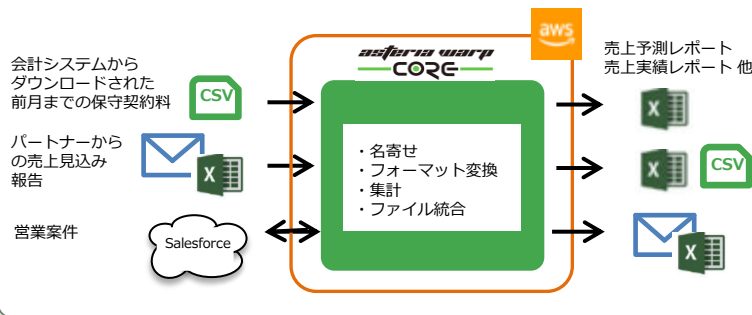 会計システムから
ダウンロードされた
前月までの保守契約料
CSV
パートナーから
の売上見込み
報告
X
営業案件
Salesforce
aws
asteria warp
CORE
・名寄せ
・フォーマット変換
・集計
・ファイル統合
売上予測レポート
売上実績レポート 他
X
X
CSV
X